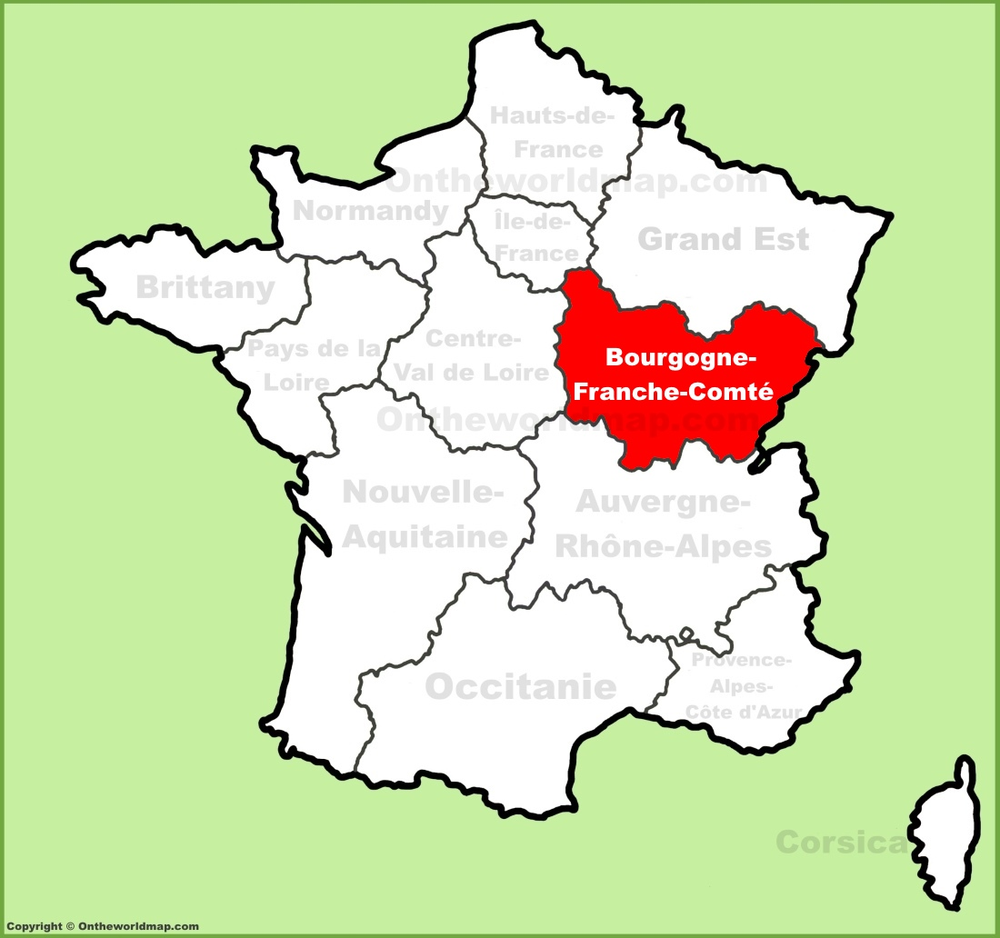 Hauts-de-
France
Ontheworldmap.com
Normandy
Île-de-
France
Grand Est
Brittany
Pays de la
Loire
Centre-
Val de Loire
Bourgogne-
Franche-Comté
Ontheworldmap.com
Nouvelle-
Aquitaine
Auvergne-
Rhône-Alpes
Occitanie
Provence-
Alpes-
Côte d'Azur
Corsica
Copyright © Ontheworldmap.com